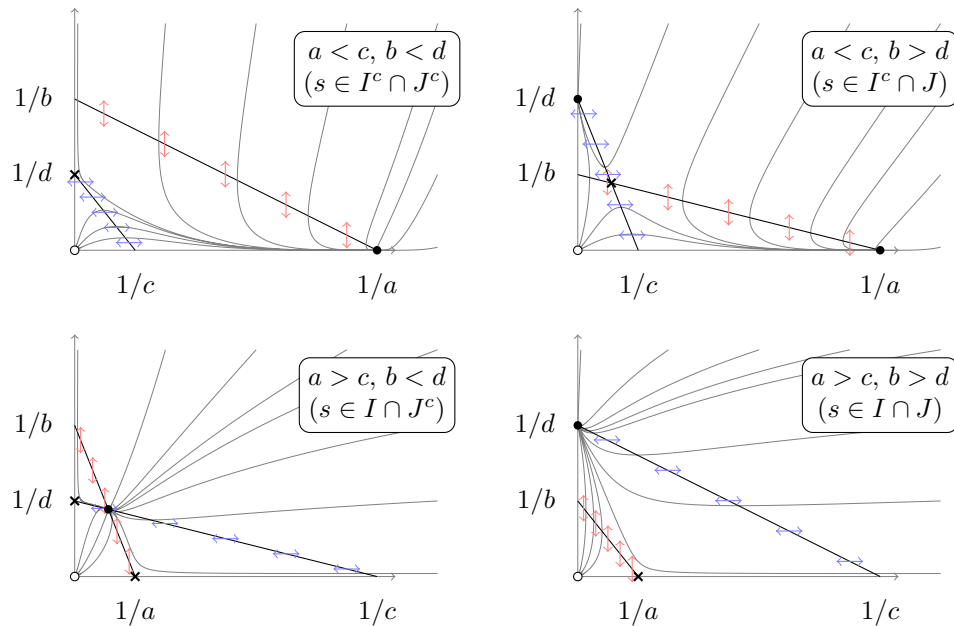 a < c, b < d
(s ∈ I^c ∩ J^c)
1/b
1/d
1/c
1/a
a < c, b > d
(s ∈ I^c ∩ J)
1/d
1/b
1/c
1/a
a > c, b < d
(s ∈ I ∩ J^c)
1/b
1/d
1/a
1/c
a > c, b > d
(s ∈ I ∩ J)
1/d
1/b
1/a
1/c